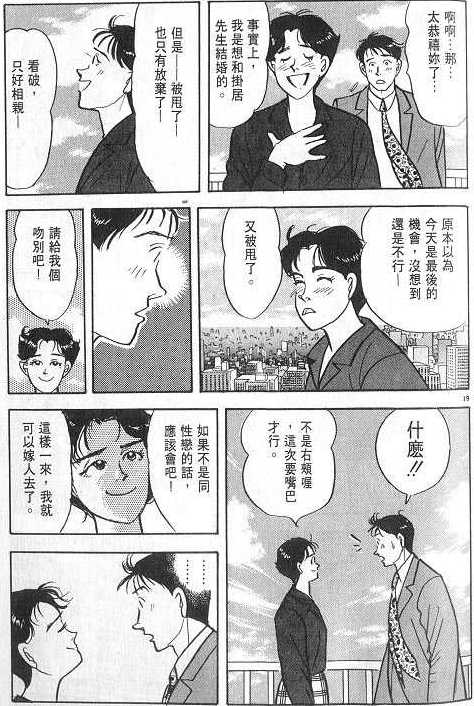 啊啊…那…
太恭禧妳了…
事實上，
我是想和掛居
先生結婚的。
但是 被甩了—
也只有放棄了—
看破，
只好相親—
原本以為
今天是最後的
機會，沒想到
還是不行—
又被甩了。
請給我個
吻別吧！
19
什麼!!
不是右頰喔
，這次要嘴巴
才行。
如果不是同
性戀的話，
應該會吧！
這樣一來，我就
可以嫁人去了。
………
……